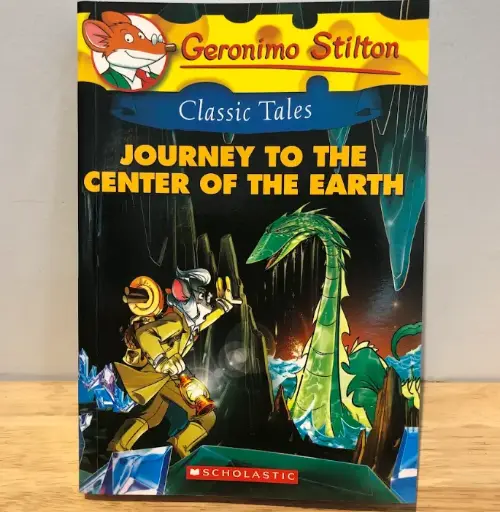 Geronimo Stilton
Classic Tales
JOURNEY TO THE
CENTER OF THE EARTH
SCHOLASTIC